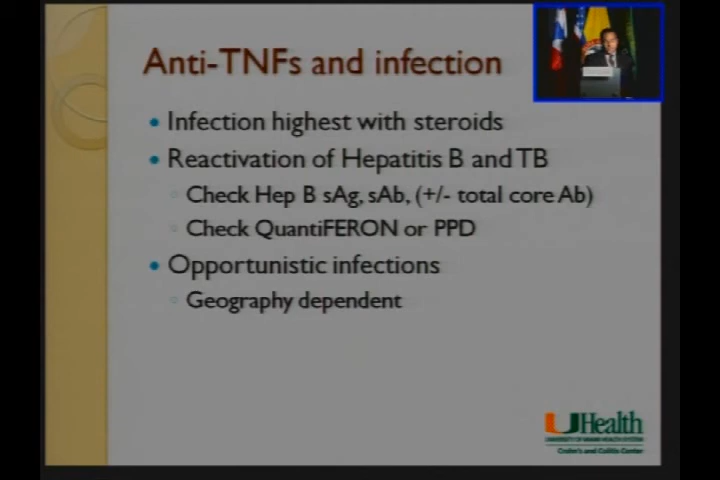 Anti-TNFs and infection
Infection highest with steroids
Reactivation of Hepatitis B and TB
Check Hep B sAg, sAb, (+/- total core Ab)
Check QuantiFERON or PPD
Opportunistic infections
Geography dependent
UHealth
UNIVERSITY OF MIAMI HEALTH SYSTEM
Crohn's and Colitis Center